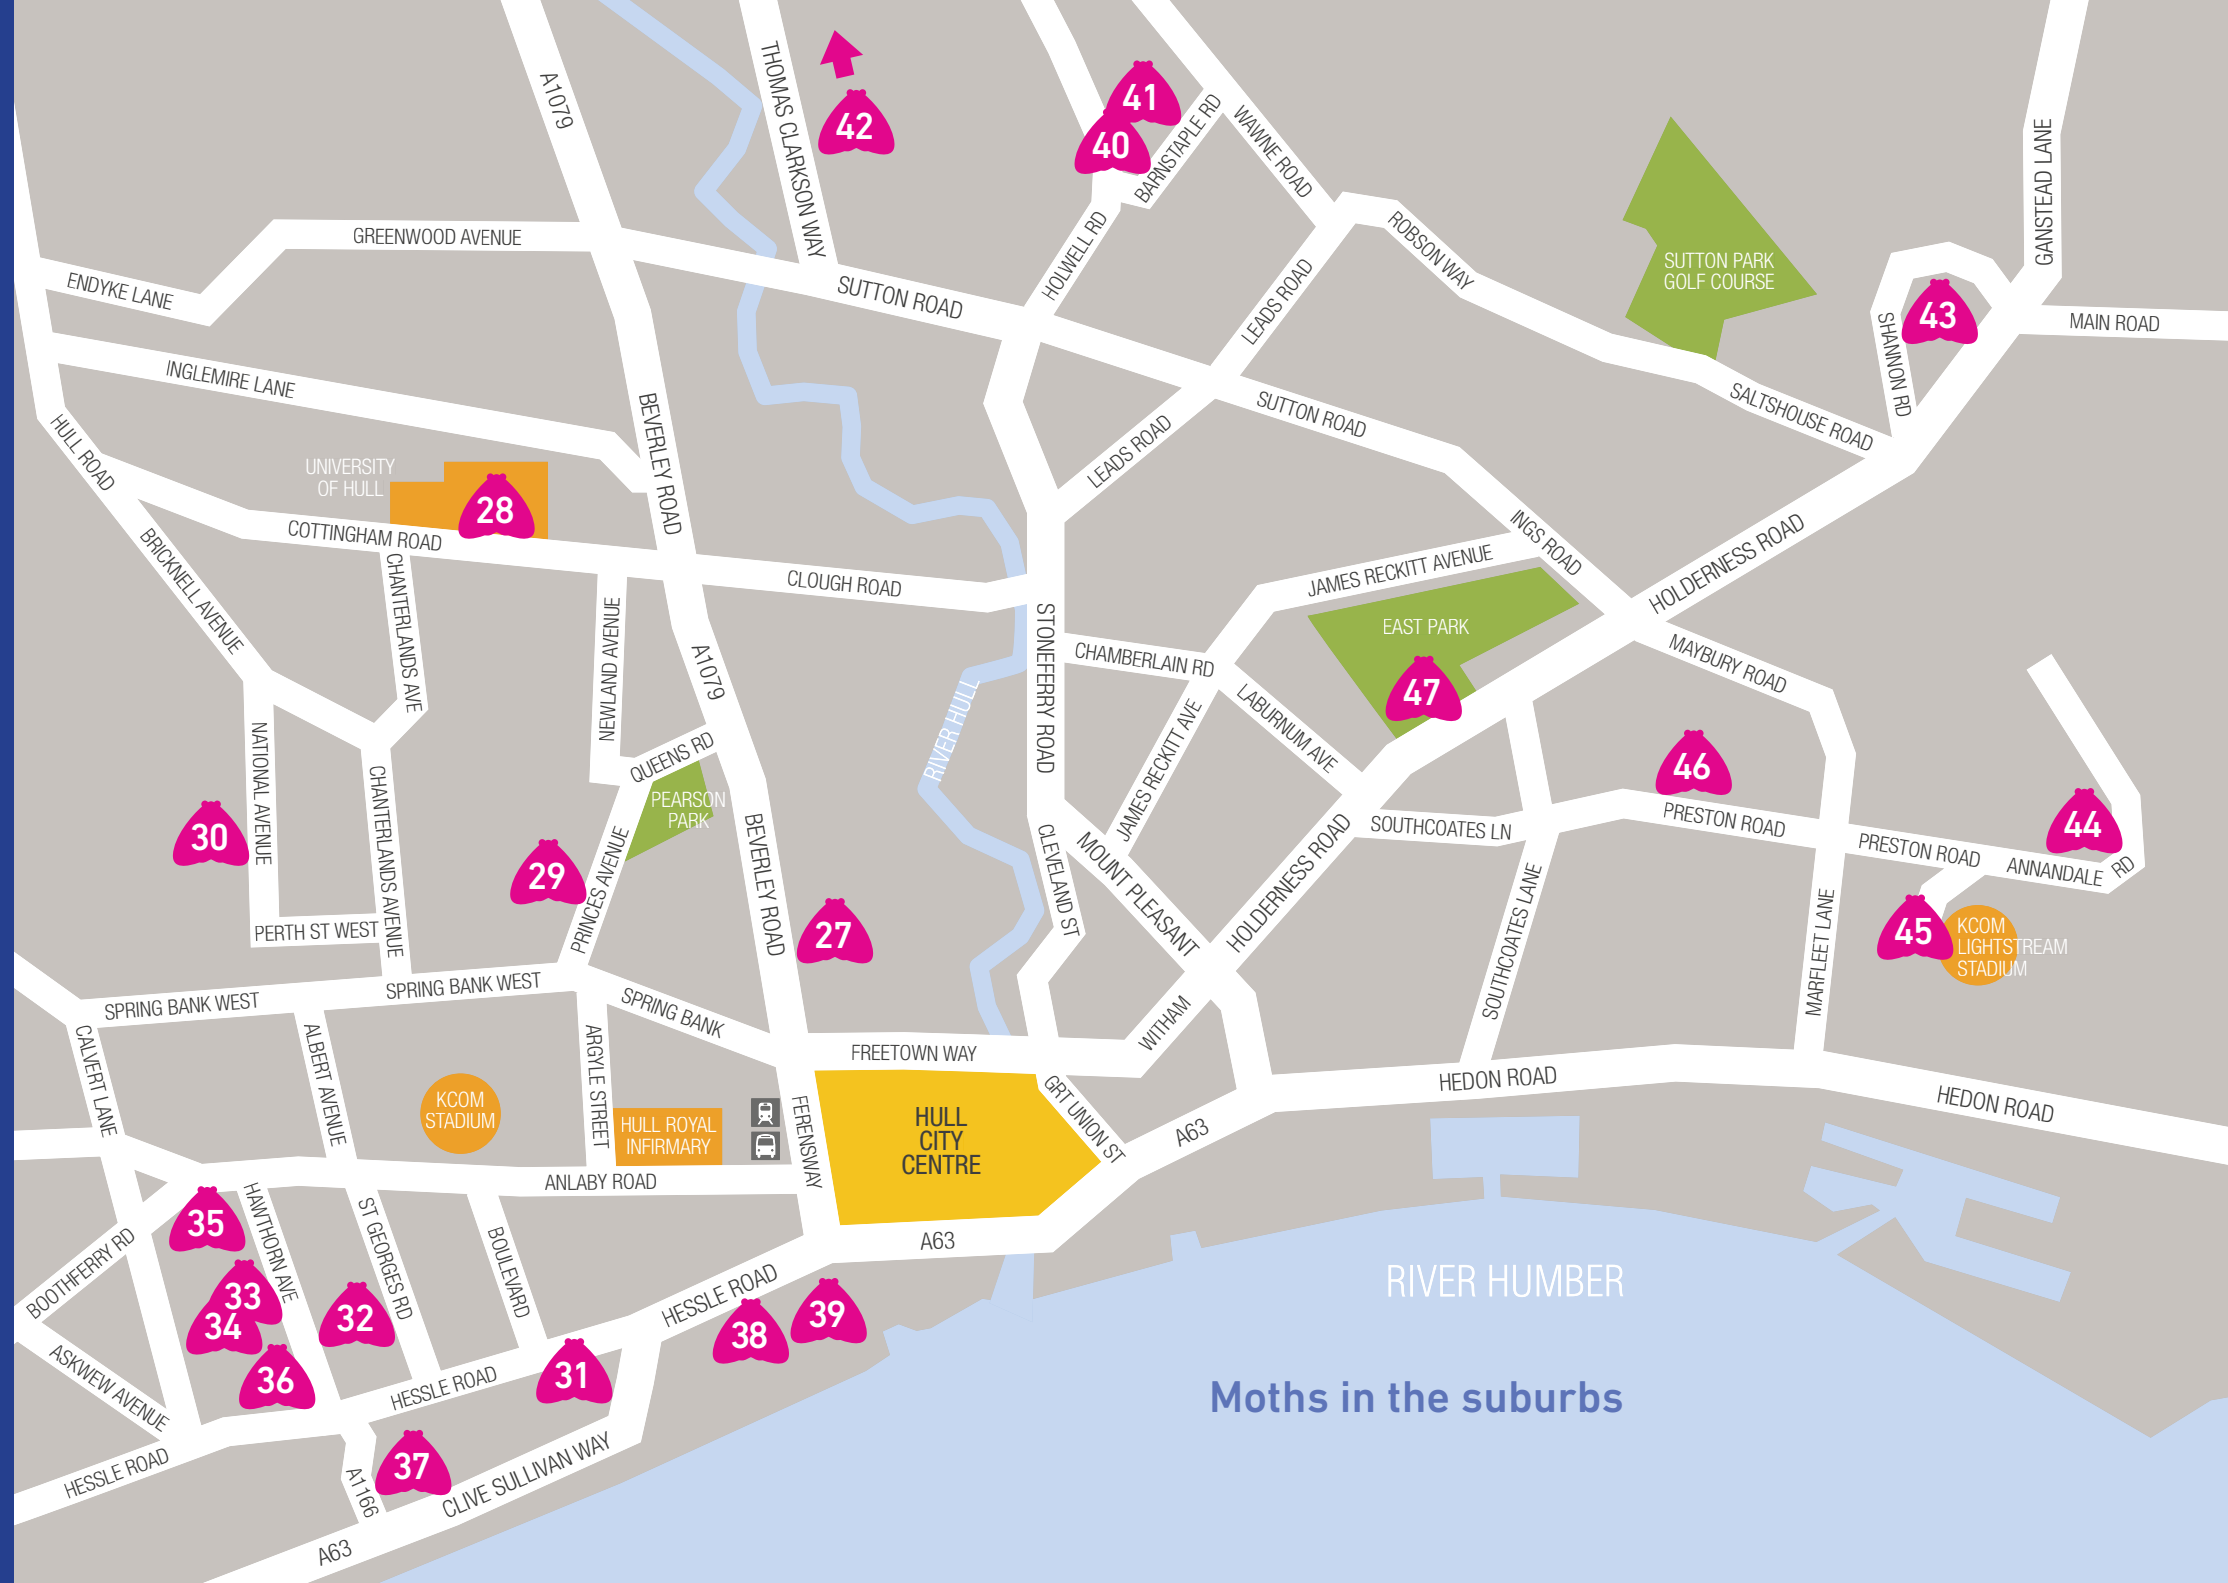 A1079
THOMAS CLARKSON WAY
42
41
40
BARNSTAPLE RD
WAWNE ROAD
GANSTEAD LANE
GREENWOOD AVENUE
ENDYKE LANE
SUTTON ROAD
HOLWELL RD
LEADS ROAD
ROBSON WAY
SUTTON PARK
GOLF COURSE
43
SHANNON RD
MAIN ROAD
INGLEMIRE LANE
BEVERLEY ROAD
SUTTON ROAD
SALTSHOUSE ROAD
HULL ROAD
UNIVERSITY
OF HULL
28
LEADS ROAD
COTTINGHAM ROAD
BRICKNELL AVENUE
CHANTERLANDS AVE
CLOUGH ROAD
JAMES RECKITT AVENUE
INGS ROAD
HOLDERNESS ROAD
NEWLAND AVENUE
A1079
STONEFERRY ROAD
EAST PARK
CHAMBERLAIN RD
47
MAYBURY ROAD
LABURNUM AVE
JAMES RECKITT AVE
RIVER HULL
NATIONAL AVENUE
CHANTERLANDS AVENUE
QUEENS RD
PEARSON
PARK
46
30
29
PRINCES AVENUE
BEVERLEY ROAD
CLEVELAND ST
MOUNT PLEASANT
SOUTHCOATES LN
PRESTON ROAD
PRESTON ROAD
44
ANNANDALE RD
HOLDERNESS ROAD
SOUTHCOATES LANE
MARFLEET LANE
PERTH ST WEST
27
45
KCOM
LIGHTSTREAM
STADIUM
SPRING BANK WEST
SPRING BANK WEST
SPRING BANK
WITHAM
CALVERT LANE
ALBERT AVENUE
ARGYLE STREET
FREETOWN WAY
KCOM
STADIUM
HULL ROYAL
INFIRMARY
FERENSWAY
HULL
CITY
CENTRE
GRT UNION ST
A63
HEDON ROAD
HEDON ROAD
ANLABY ROAD
35
HAWTHORN AVE
ST GEORGES RD
BOULEVARD
BOOTHFERRY RD
A63
HESSLE ROAD
RIVER HUMBER
33
34
32
39
38
ASKWEW AVENUE
36
HESSLE ROAD
31
Moths in the suburbs
HESSLE ROAD
37
A1166
CLIVE SULLIVAN WAY
A63